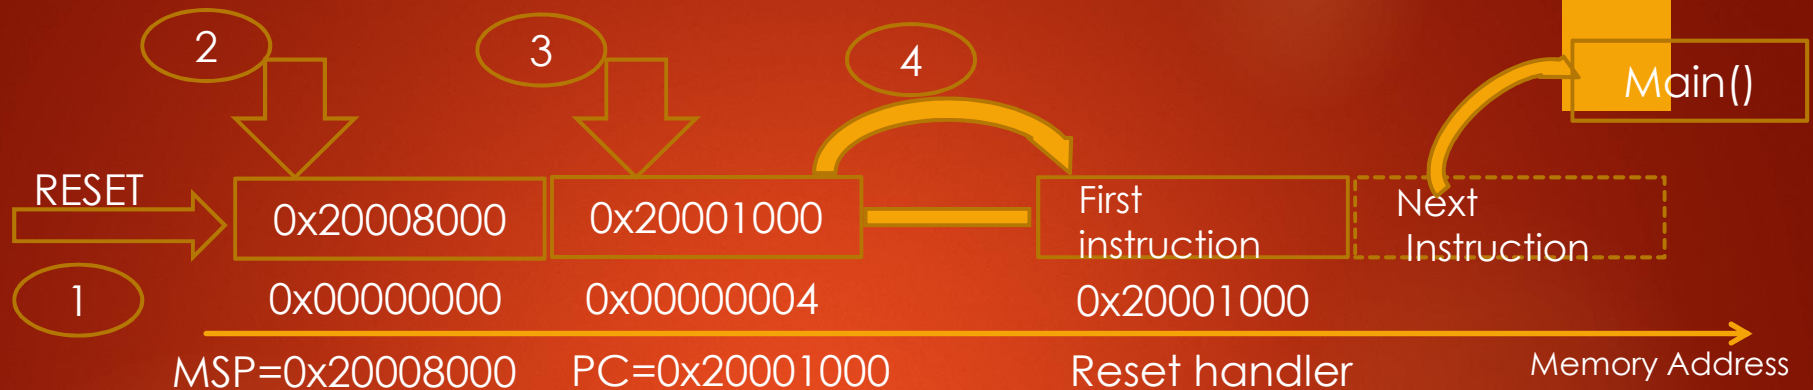 2
3
4
Main()
RESET
0x20008000
0x20001000
First
instruction
Next
Instruction
1
0x00000000
0x00000004
0x20001000
MSP=0x20008000
PC=0x20001000
Reset handler
Memory Address